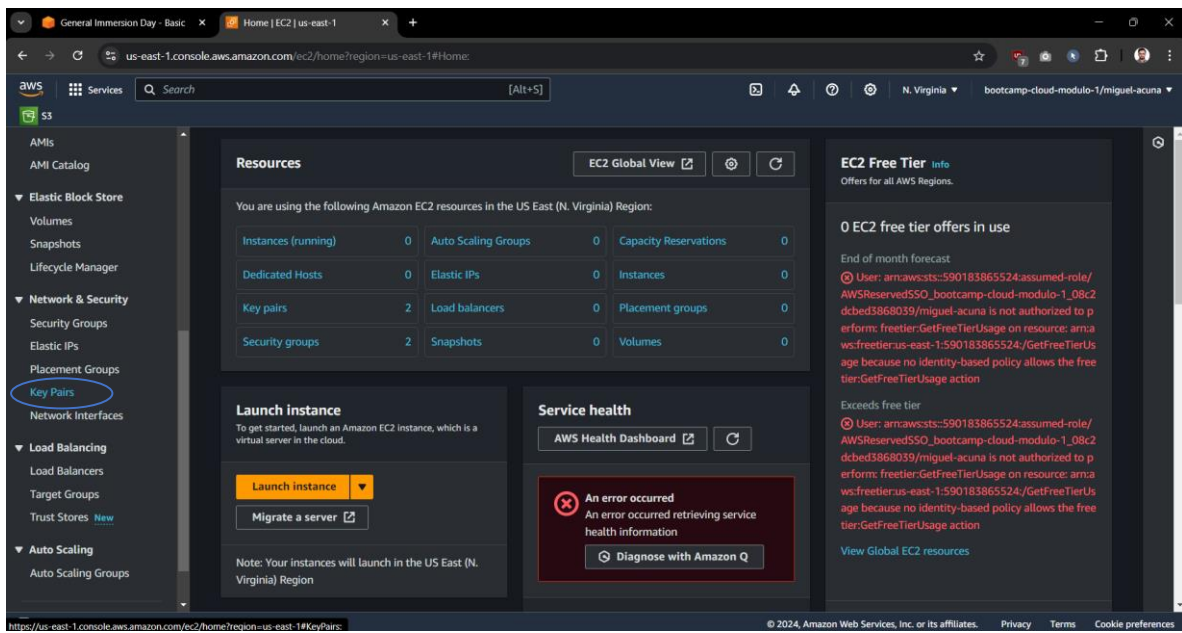 General Immersion Day - Basic
Home | EC2 | us-east-1
us-east-1.console.aws.amazon.com/ec2/home?region=us-east-1#Home:
7
aws
Services
Search
[Alt+S]
N. Virginia
bootcamp-cloud-modulo-1/miguel-acuna
S3
AMIs
AMI Catalog
Elastic Block Store
Volumes
Snapshots
Lifecycle Manager
Network & Security
Security Groups
Elastic IPs
Placement Groups
Key Pairs
Network Interfaces
Load Balancing
Load Balancers
Target Groups
Trust Stores New
Auto Scaling
Auto Scaling Groups
Resources
EC2 Global View
You are using the following Amazon EC2 resources in the US East (N. Virginia) Region:
Instances (running) 0 Auto Scaling Groups 0 Capacity Reservations 0
Dedicated Hosts 0 Elastic IPs 0 Instances 0
Key pairs 2 Load balancers 0 Placement groups 0
Security groups 2 Snapshots 0 Volumes 0
Launch instance
To get started, launch an Amazon EC2 instance, which is a
virtual server in the cloud.
Launch instance
Migrate a server
Note: Your instances will launch in the US East (N.
Virginia) Region
Service health
AWS Health Dashboard
An error occurred
An error occurred retrieving service
health information
Diagnose with Amazon Q
EC2 Free Tier Info
Offers for all AWS Regions.
0 EC2 free tier offers in use
End of month forecast
User: arn:aws:sts::590183865524:assumed-role/
AWSReservedSSO_bootcamp-cloud-modulo-1_08c2
dcbed3868039/miguel-acuna is not authorized to p
erform: freetier:GetFreeTierUsage on resource: arn:a
ws:freetier:us-east-1:590183865524:/GetFreeTierUs
age because no identity-based policy allows the free
tier:GetFreeTierUsage action
Exceeds free tier
User: arn:aws:sts::590183865524:assumed-role/
AWSReservedSSO_bootcamp-cloud-modulo-1_08c2
dcbed3868039/miguel-acuna is not authorized to p
erform: freetier:GetFreeTierUsage on resource: arn:a
ws:freetier:us-east-1:590183865524:/GetFreeTierUs
age because no identity-based policy allows the free
tier:GetFreeTierUsage action
View Global EC2 resources
https://us-east-1.console.aws.amazon.com/ec2/home?region=us-east-1#KeyPairs:
© 2024, Amazon Web Services, Inc. or its affiliates. Privacy Terms Cookie preferences